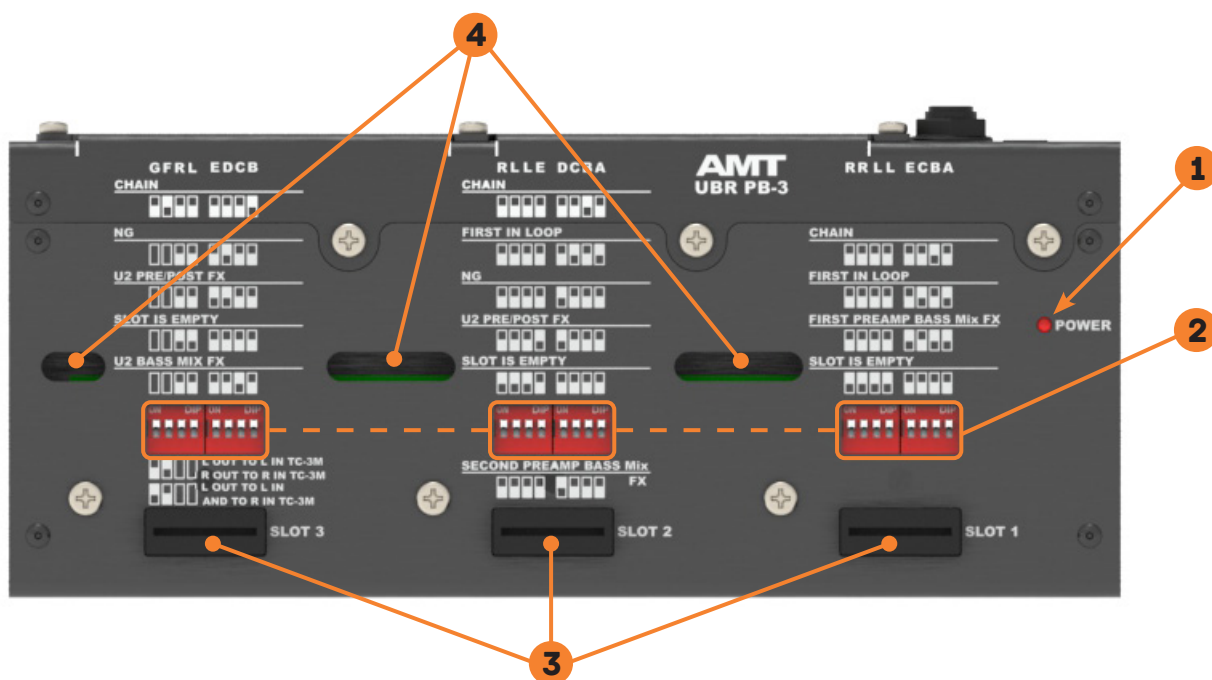 4
GFRL EDCB
CHAIN
NG
U2 PRE/POST FX
SLOT IS EMPTY
U2 BASS MIX FX
ON DIP ON DIP
L OUT TO L IN TC-3M
R OUT TO R IN TC-3M
L OUT TO L IN
AND TO R IN TC-3M
SLOT 3
RLLE DCBA
CHAIN
FIRST IN LOOP
NG
U2 PRE/POST FX
SLOT IS EMPTY
ON DIP ON DIP
SECOND PREAMP BASS Mix
FX
SLOT 2
AMT
UBR PB-3
RRLL ECBA
CHAIN
FIRST IN LOOP
FIRST PREAMP BASS Mix FX
SLOT IS EMPTY
ON DIP ON DIP
SLOT 1
1
POWER
2
3